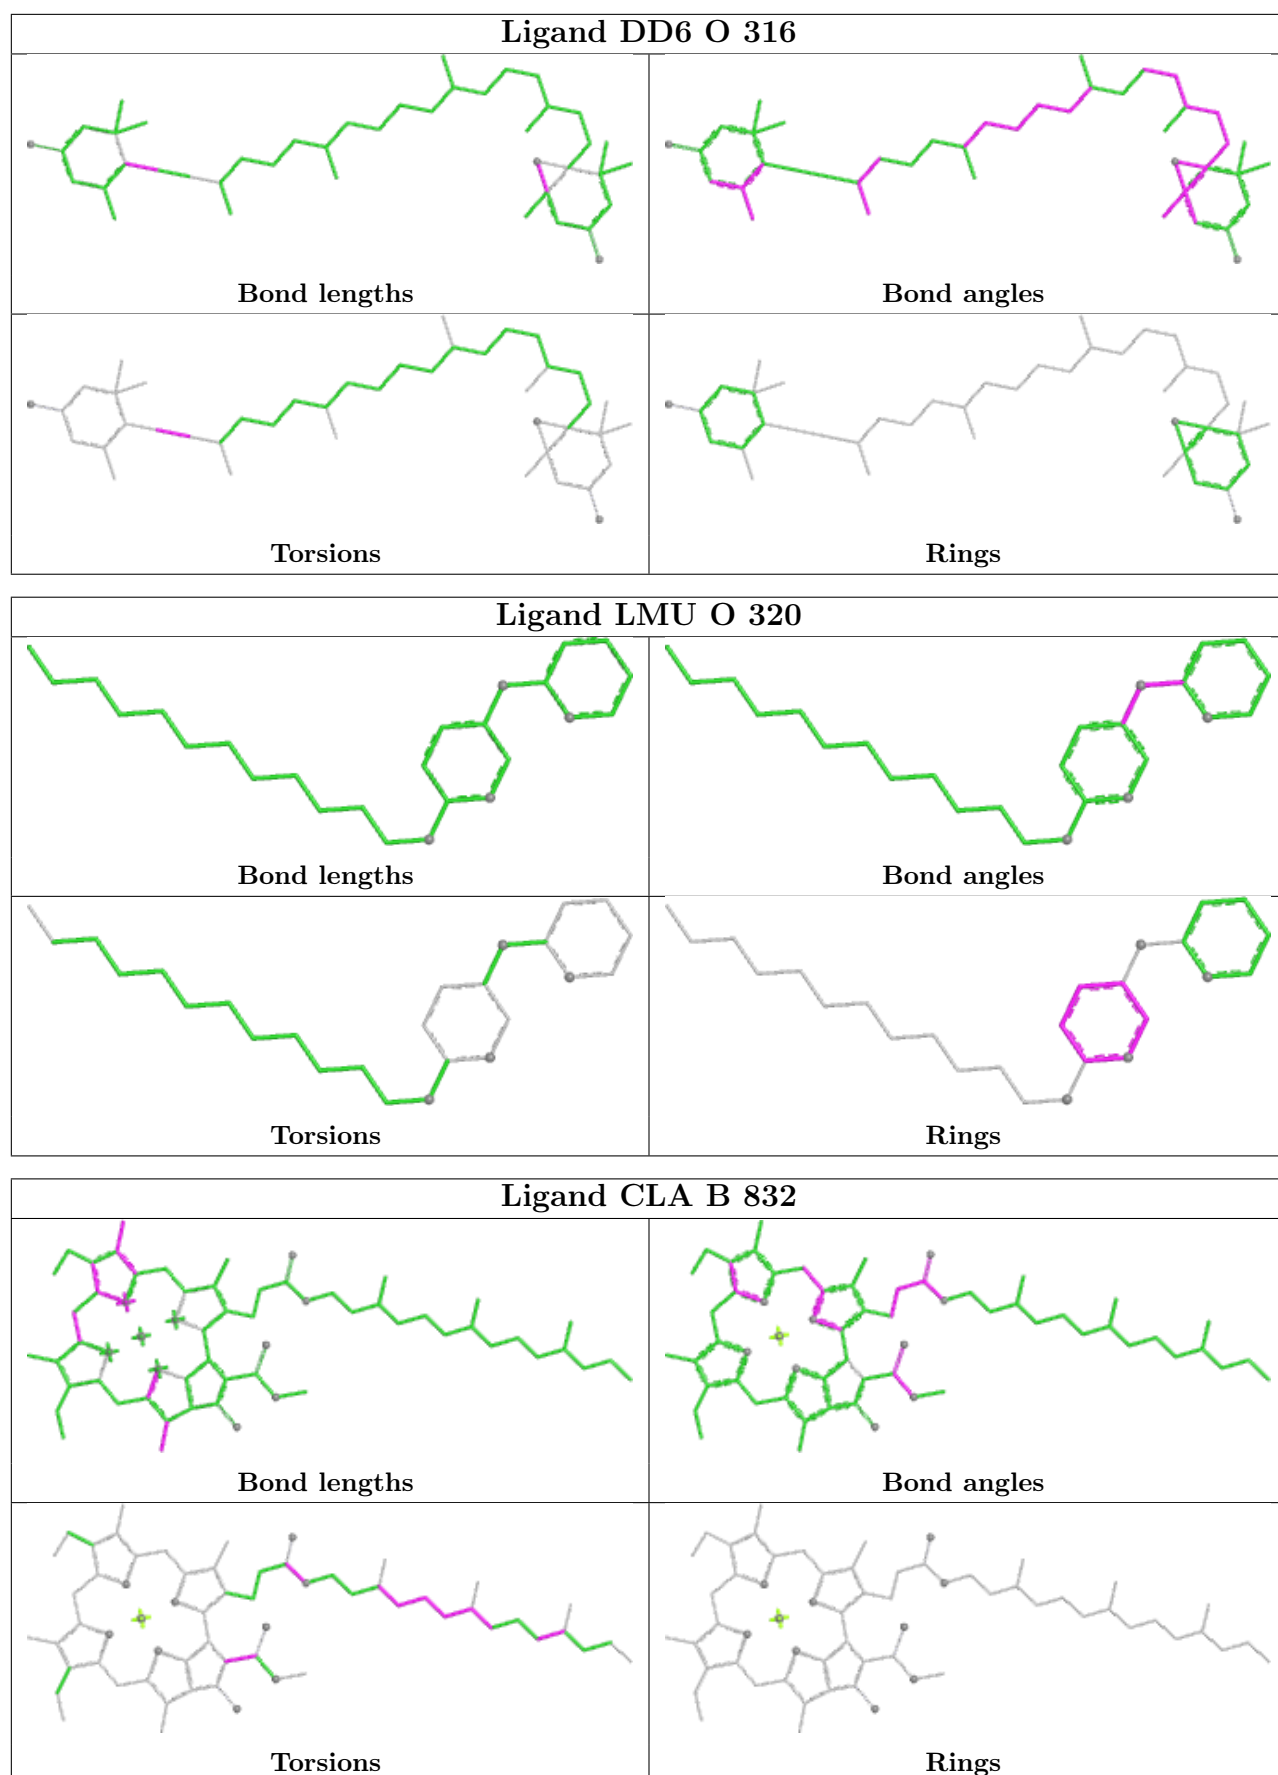 Ligand DD6 O 316
Bond lengths
Bond angles
Torsions
Rings
Ligand LMU O 320
Bond lengths
Bond angles
Torsions
Rings
Ligand CLA B 832
Bond lengths
Bond angles
Torsions
Rings